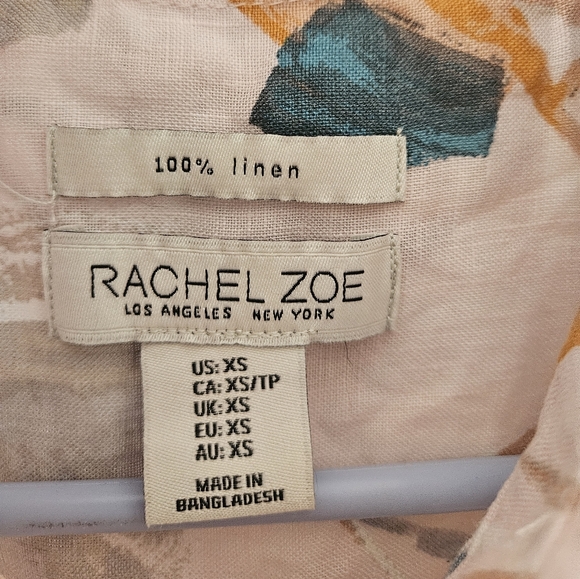 100% linen
RACHEL ZOE
LOS ANGELES NEW YORK
US: XS
CA: XS/TP
UK: XS
EU: XS
AU: XS
MADE IN
BANGLADESH